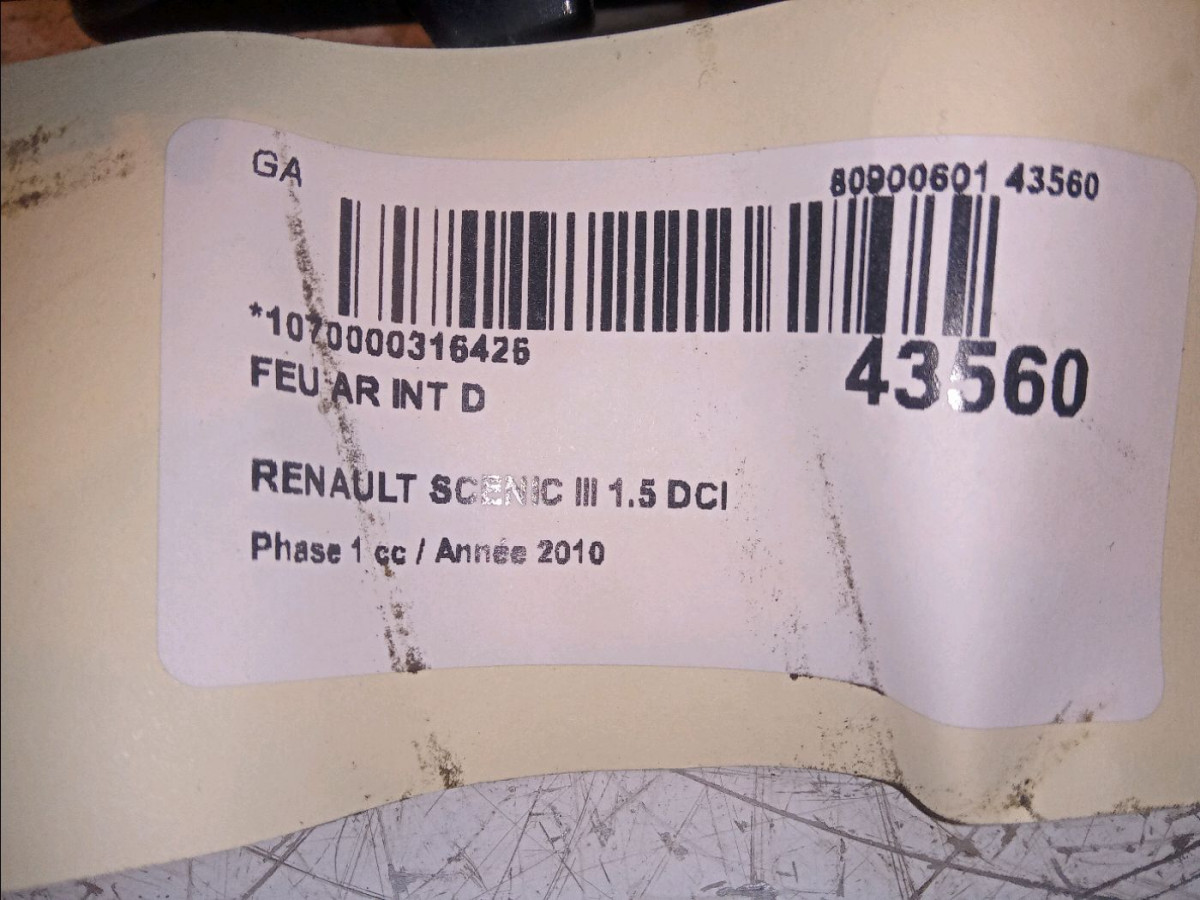 GA
80900601 43560
*1070000316426
43560
FEU AR INT D
RENAULT SCENIC III 1.5 DCI
Phase 1 cc / Année 2010